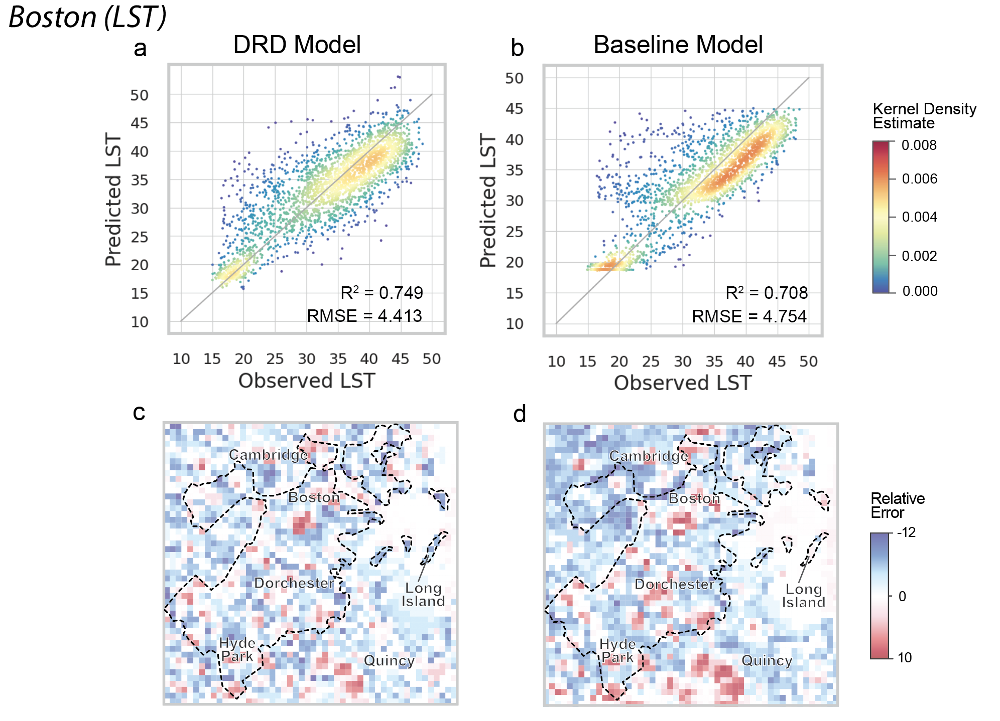 Boston (LST)
a
DRD Model
b
Baseline Model
50
45
40
35
30
25
20
15
10
Predicted LST
R² = 0.749
RMSE = 4.413
10 15 20 25 30 35 40 45 50
Observed LST
50
45
40
35
30
25
20
15
10
Predicted LST
R² = 0.708
RMSE = 4.754
10 15 20 25 30 35 40 45 50
Observed LST
Kernel Density
Estimate
0.008
0.006
0.004
0.002
0.000
c
Cambridge
Boston
Dorchester
Long
Island
Hyde
Park
Quincy
d
Cambridge
Boston
Dorchester
Long
Island
Hyde
Park
Quincy
Relative
Error
-12
0
10